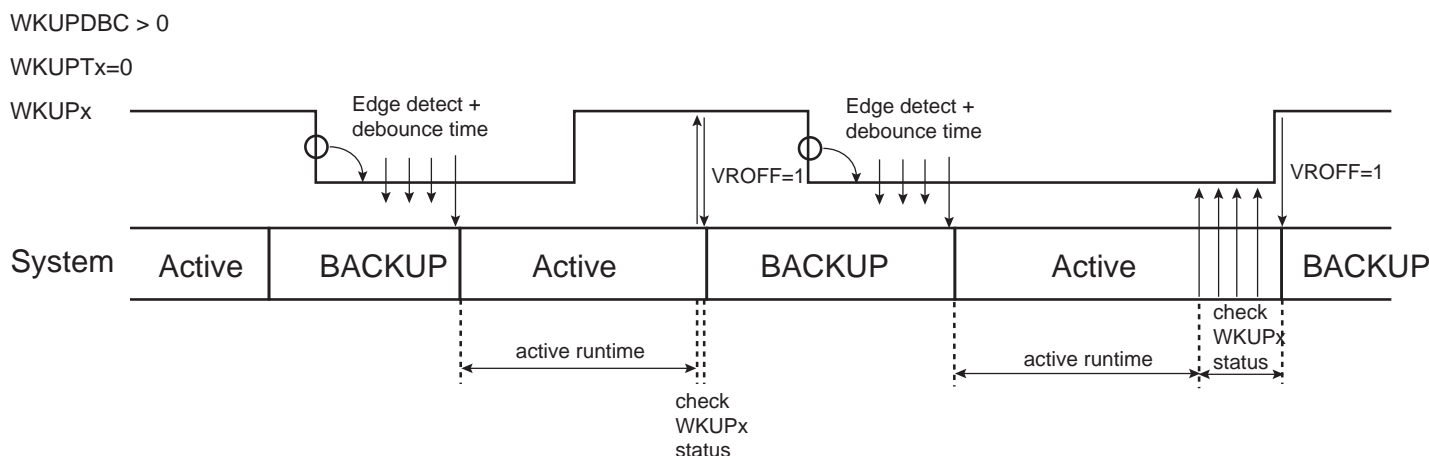 WKUPDBC > 0
WKUPTx=0
WKUPx
Edge detect +
debounce time
VROFF=1
Edge detect +
debounce time
VROFF=1
System
Active
BACKUP
Active
BACKUP
Active
BACKUP
active runtime
check
WKUPx
status
active runtime
check
WKUPx
status